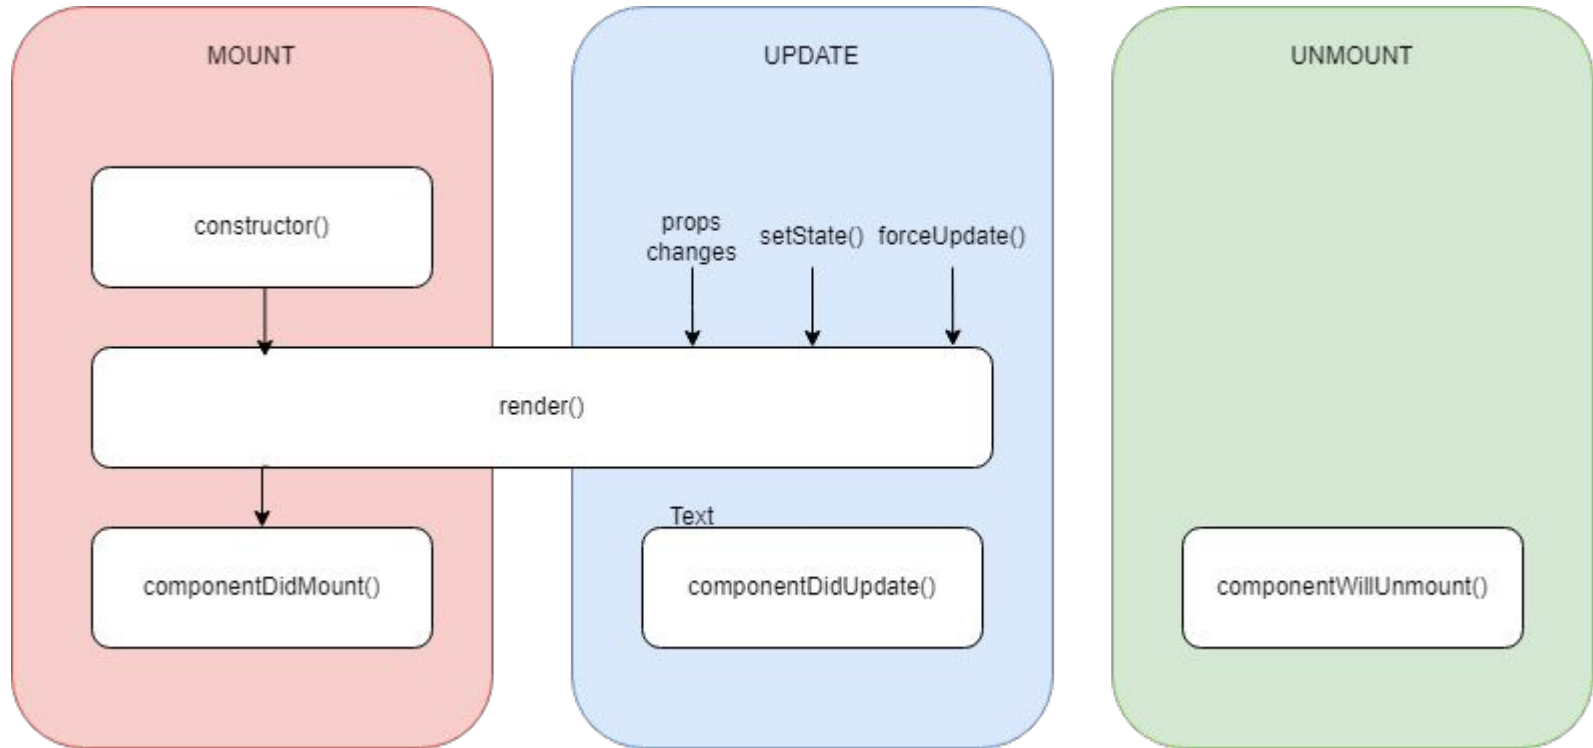 MOUNT
UPDATE
UNMOUNT
constructor()
props
changes
setState()
forceUpdate()
render()
Text
componentDidMount()
componentDidUpdate()
componentWillUnmount()